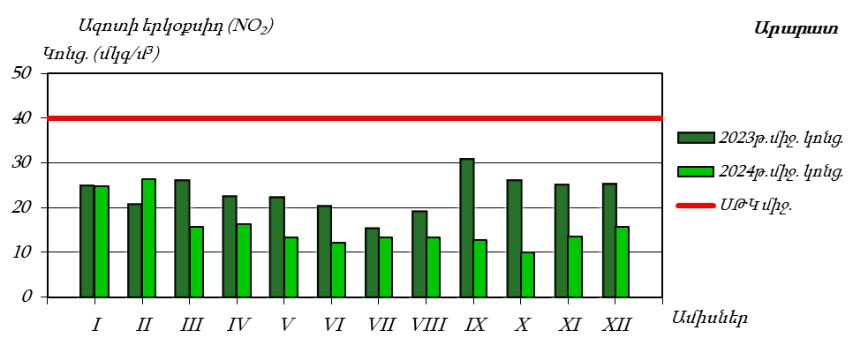 Ազոտի երկօքսիդ (NO₂)
Արարատ
Կոնց. (մկգ/մ³)
50
40
30
20
10
0
2023թ.միջ. կոնց.
2024թ.միջ. կոնց.
ՍԹԿ միջ.
I II III IV V VI VII VIII IX X XI XII
Ամիսներ